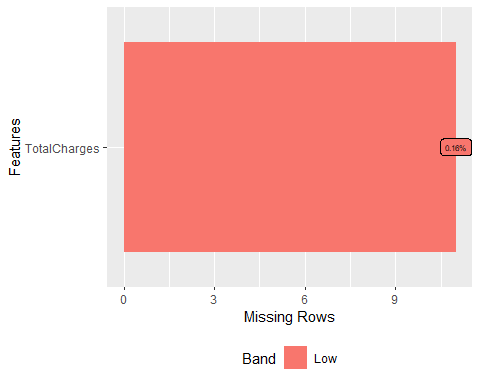 Features
TotalCharges
0.16%
0 3 6 9
Missing Rows
Band Low